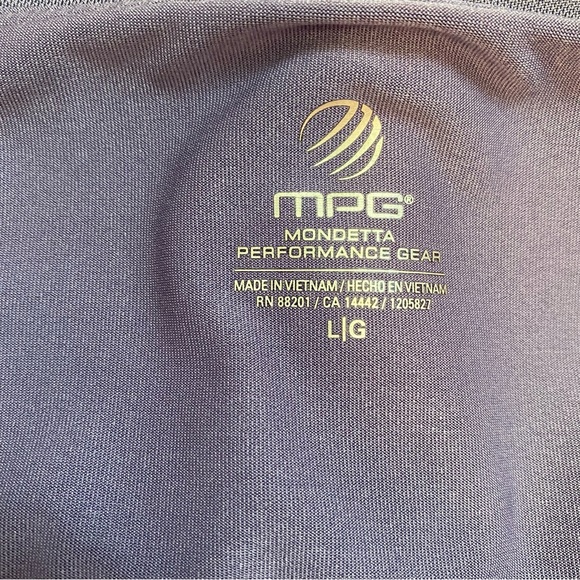 MPG®
MONDETTA
PERFORMANCE GEAR
MADE IN VIETNAM / HECHO EN VIETNAM
RN 88201 / CA 14442 / 1205827
L|G